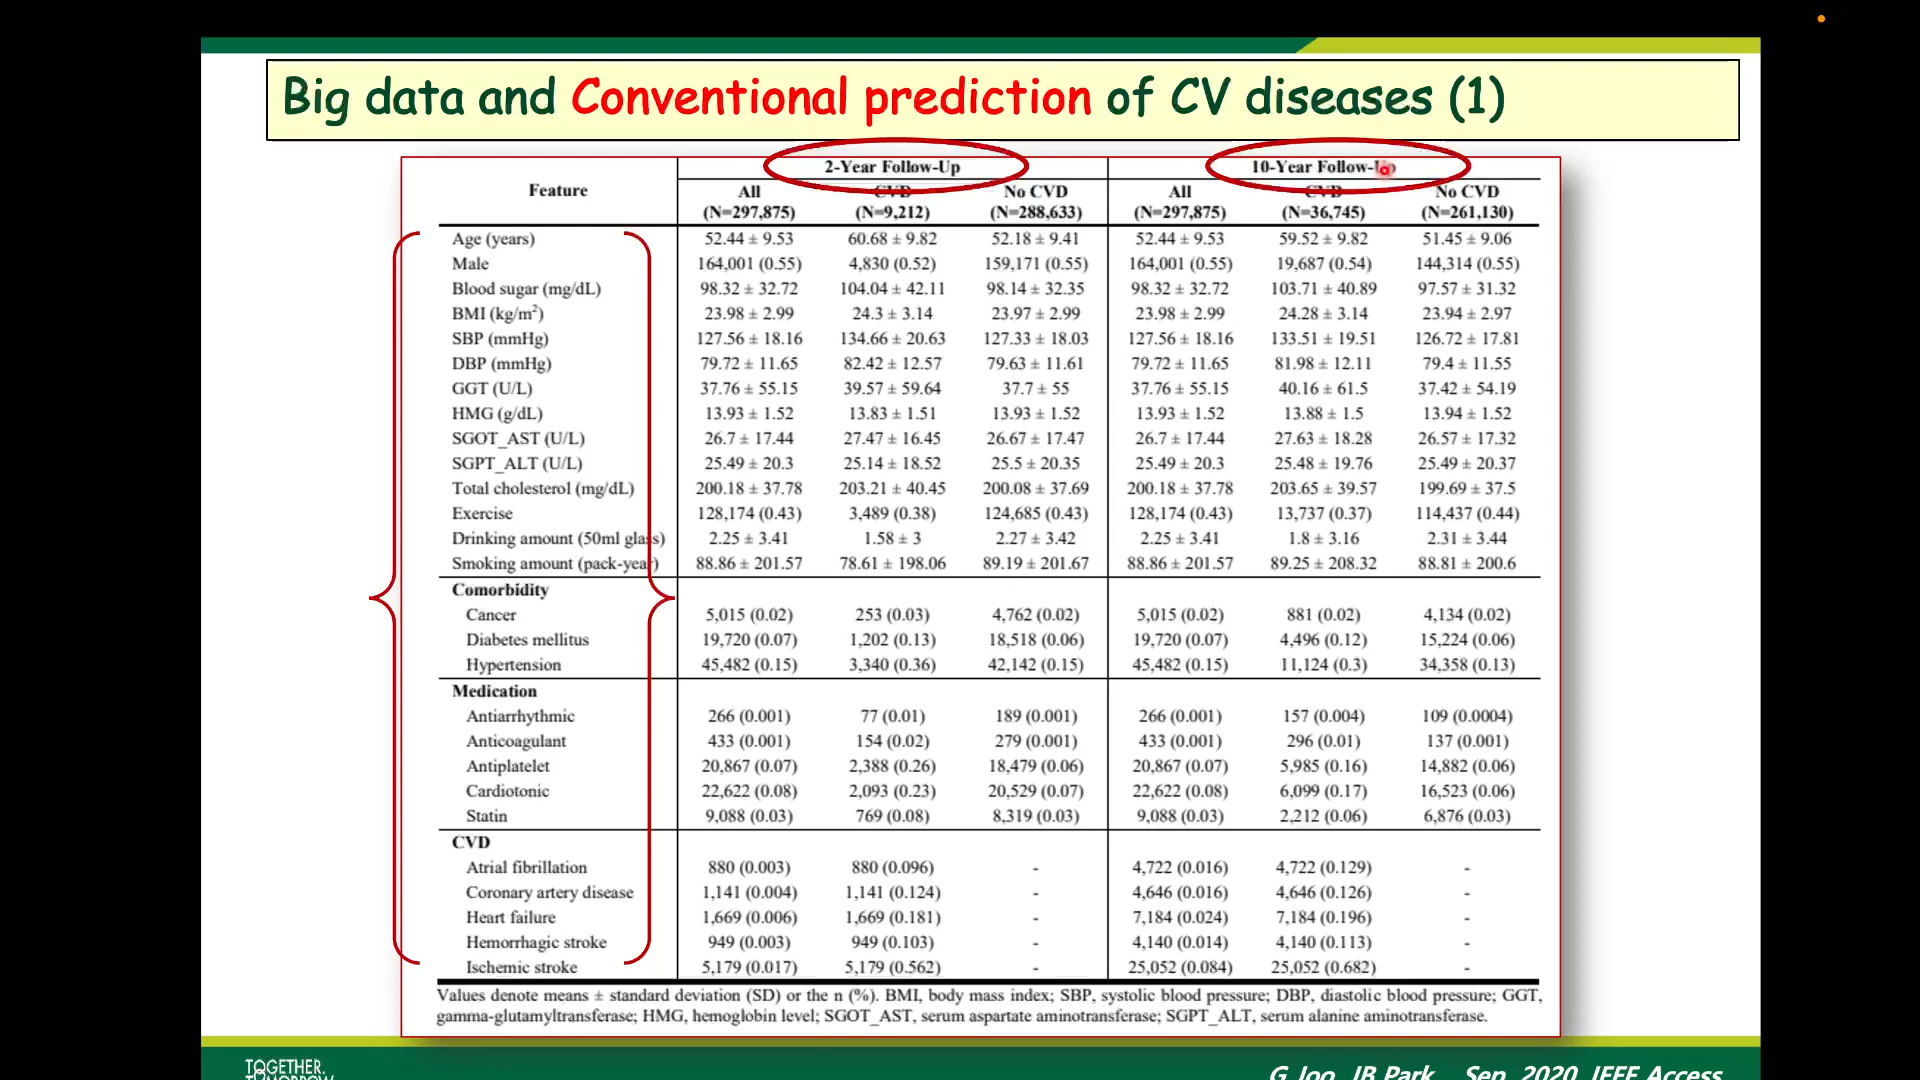 Big data and Conventional prediction of CV diseases (1)
Feature 2-Year Follow-Up 10-Year Follow-Up
All CVD No CVD All CVD No CVD
(N=297,875) (N=9,212) (N=288,633) (N=297,875) (N=36,745) (N=261,130)
Age (years) 52.44 ± 9.53 60.68 ± 9.82 52.18 ± 9.41 52.44 ± 9.53 59.52 ± 9.82 51.45 ± 9.06
Male 164,001 (0.55) 4,830 (0.52) 159,171 (0.55) 164,001 (0.55) 19,687 (0.54) 144,314 (0.55)
Blood sugar (mg/dL) 98.32 ± 32.72 104.04 ± 42.11 98.14 ± 32.35 98.32 ± 32.72 103.71 ± 40.89 97.57 ± 31.32
BMI (kg/m²) 23.98 ± 2.99 24.3 ± 3.14 23.97 ± 2.99 23.98 ± 2.99 24.28 ± 3.14 23.94 ± 2.97
SBP (mmHg) 127.56 ± 18.16 134.66 ± 20.63 127.33 ± 18.03 127.56 ± 18.16 133.51 ± 19.51 126.72 ± 17.81
DBP (mmHg) 79.72 ± 11.65 82.42 ± 12.57 79.63 ± 11.61 79.72 ± 11.65 81.98 ± 12.11 79.4 ± 11.55
GGT (U/L) 37.76 ± 55.15 39.57 ± 59.64 37.7 ± 55 37.76 ± 55.15 40.16 ± 61.5 37.42 ± 54.19
HMG (g/dL) 13.93 ± 1.52 13.83 ± 1.51 13.93 ± 1.52 13.93 ± 1.52 13.88 ± 1.5 13.94 ± 1.52
SGOT_AST (U/L) 26.7 ± 17.44 27.47 ± 16.45 26.67 ± 17.47 26.7 ± 17.44 27.63 ± 18.28 26.57 ± 17.32
SGPT_ALT (U/L) 25.49 ± 20.3 25.14 ± 18.52 25.5 ± 20.35 25.49 ± 20.3 25.48 ± 19.76 25.49 ± 20.37
Total cholesterol (mg/dL) 200.18 ± 37.78 203.21 ± 40.45 200.08 ± 37.69 200.18 ± 37.78 203.65 ± 39.57 199.69 ± 37.5
Exercise 128,174 (0.43) 3,489 (0.38) 124,685 (0.43) 128,174 (0.43) 13,737 (0.37) 114,437 (0.44)
Drinking amount (50ml glass) 2.25 ± 3.41 1.58 ± 3 2.27 ± 3.42 2.25 ± 3.41 1.8 ± 3.16 2.31 ± 3.44
Smoking amount (pack-year) 88.86 ± 201.57 78.61 ± 198.06 89.19 ± 201.67 88.86 ± 201.57 89.25 ± 208.32 88.81 ± 200.6
Comorbidity
Cancer 5,015 (0.02) 253 (0.03) 4,762 (0.02) 5,015 (0.02) 881 (0.02) 4,134 (0.02)
Diabetes mellitus 19,720 (0.07) 1,202 (0.13) 18,518 (0.06) 19,720 (0.07) 4,496 (0.12) 15,224 (0.06)
Hypertension 45,482 (0.15) 3,340 (0.36) 42,142 (0.15) 45,482 (0.15) 11,124 (0.3) 34,358 (0.13)
Medication
Antiarrhythmic 266 (0.001) 77 (0.01) 189 (0.001) 266 (0.001) 157 (0.004) 109 (0.0004)
Anticoagulant 433 (0.001) 154 (0.02) 279 (0.001) 433 (0.001) 296 (0.01) 137 (0.001)
Antiplatelet 20,867 (0.07) 2,388 (0.26) 18,479 (0.06) 20,867 (0.07) 5,985 (0.16) 14,882 (0.06)
Cardiotonic 22,622 (0.08) 2,093 (0.23) 20,529 (0.07) 22,622 (0.08) 6,099 (0.17) 16,523 (0.06)
Statin 9,088 (0.03) 769 (0.08) 8,319 (0.03) 9,088 (0.03) 2,212 (0.06) 6,876 (0.03)
CVD
Atrial fibrillation 880 (0.003) 880 (0.096) - 4,722 (0.016) 4,722 (0.129) -
Coronary artery disease 1,141 (0.004) 1,141 (0.124) - 4,646 (0.016) 4,646 (0.126) -
Heart failure 1,669 (0.006) 1,669 (0.181) - 7,184 (0.024) 7,184 (0.196) -
Hemorrhagic stroke 949 (0.003) 949 (0.103) - 4,140 (0.014) 4,140 (0.113) -
Ischemic stroke 5,179 (0.017) 5,179 (0.562) - 25,052 (0.084) 25,052 (0.682) -
Values denote means ± standard deviation (SD) or the n (%). BMI, body mass index; SBP, systolic blood pressure; DBP, diastolic blood pressure; GGT,
gamma-glutamyltransferase; HMG, hemoglobin level; SGOT_AST, serum aspartate aminotransferase; SGPT_ALT, serum alanine aminotransferase.
TOGETHER.
TOMORROW
G Joo, JB Park Sep, 2020, IEEE Access